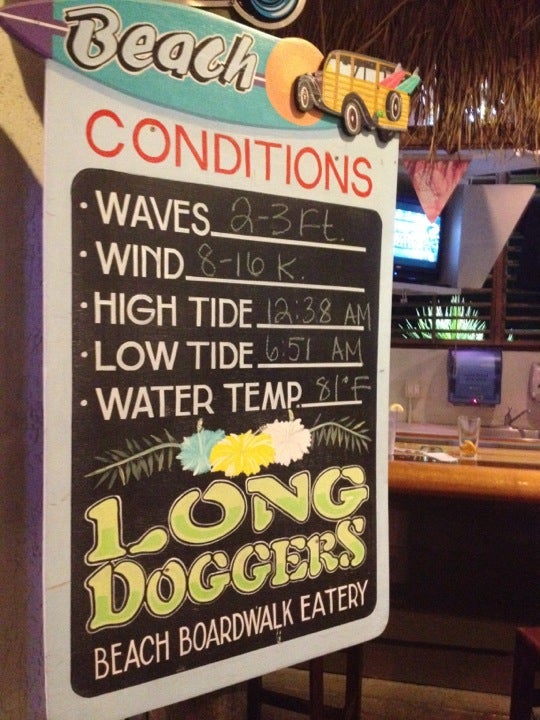 Beach
CONDITIONS
· WAVES 2-3 Ft.
· WIND 8-16 K.
· HIGH TIDE 12:38 AM
· LOW TIDE 6:51 AM
· WATER TEMP. 81°F
LONG
DOGGERS
BEACH BOARDWALK EATERY